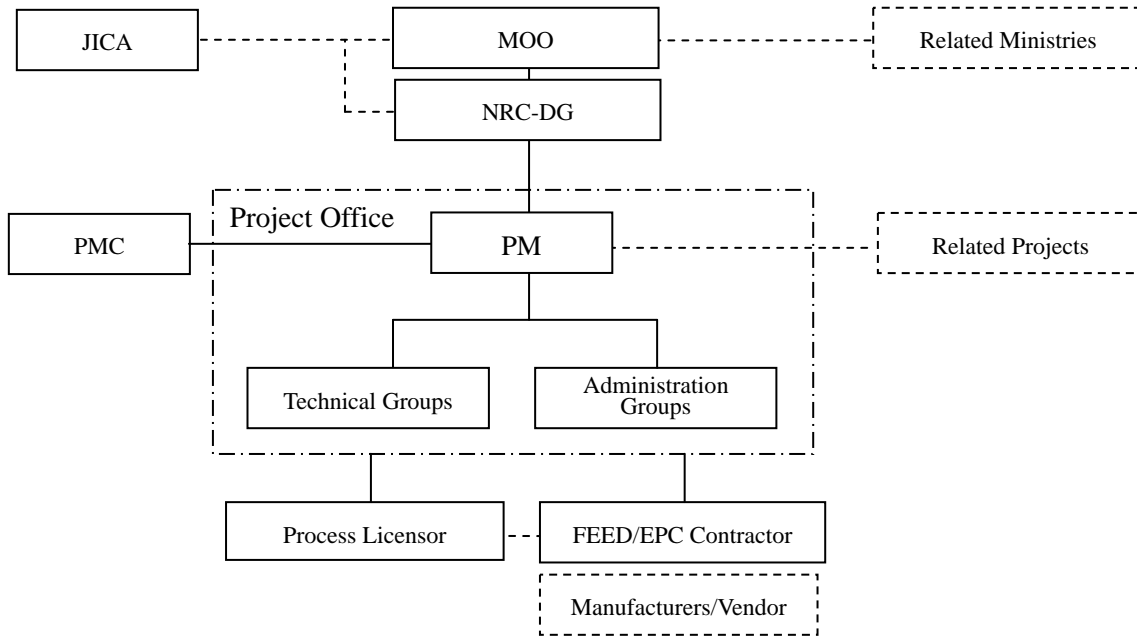 JICA
MOO
Related Ministries
NRC-DG
Project Office
PMC
PM
Related Projects
Technical Groups
Administration
Groups
Process Licensor
FEED/EPC Contractor
Manufacturers/Vendor